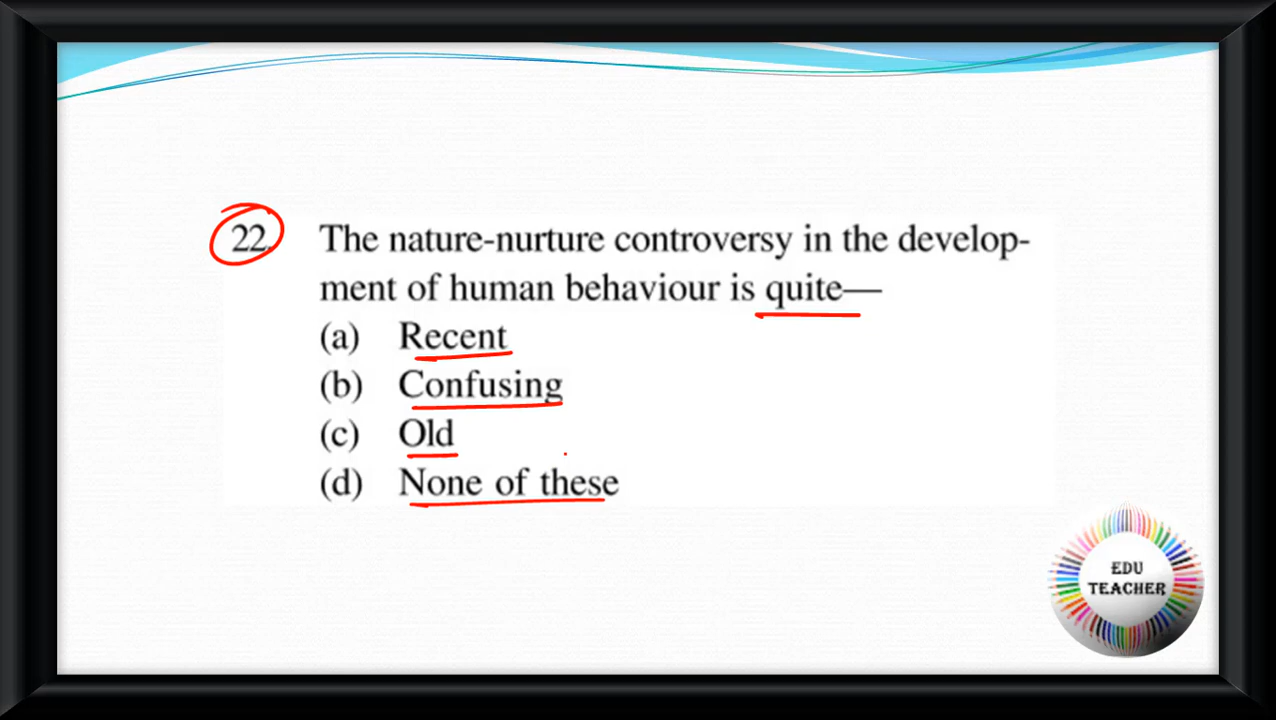 22. The nature-nurture controversy in the develop-
ment of human behaviour is quite—
(a) Recent
(b) Confusing
(c) Old
(d) None of these
EDU
TEACHER